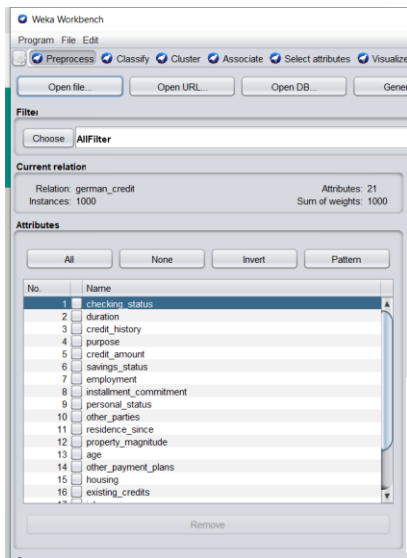 Weka Workbench
Program File Edit
Preprocess Classify Cluster Associate Select attributes Visualize
Open file... Open URL... Open DB... Gener
Filter
Choose AllFilter
Current relation
Relation: german_credit Attributes: 21
Instances: 1000 Sum of weights: 1000
Attributes
All None Invert Pattern
No. Name
1 checking_status
2 duration
3 credit_history
4 purpose
5 credit_amount
6 savings_status
7 employment
8 installment_commitment
9 personal_status
10 other_parties
11 residence_since
12 property_magnitude
13 age
14 other_payment_plans
15 housing
16 existing_credits
Remove